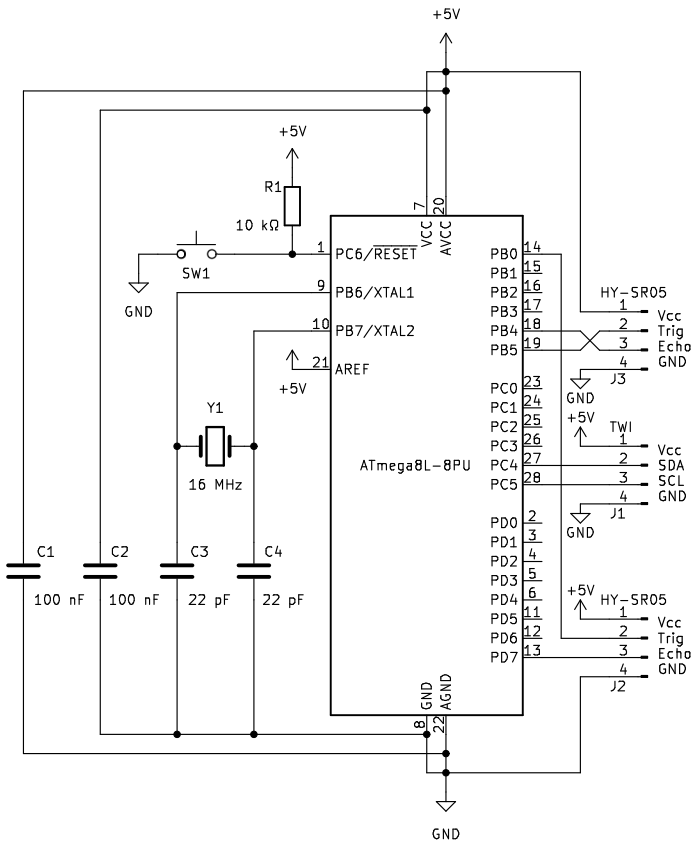 +5V
+5V
R1
10 kΩ
SW1
GND
1 PC6/RESET
9 PB6/XTAL1
10 PB7/XTAL2
21 AREF
+5V
7 VCC
20 AVCC
Y1
16 MHz
ATmega8L-8PU
PB0 14
PB1 15
PB2 16
PB3 17
PB4 18
PB5 19
PC0 23
PC1 24
PC2 25
PC3 26
PC4 27
PC5 28
PD0 2
PD1 3
PD2 4
PD3 5
PD4 6
PD5 11
PD6 12
PD7 13
HY-SR05
1 Vcc
2 Trig
3 Echo
4 GND
J3
GND
+5V
TWI
1 Vcc
2 SDA
3 SCL
4 GND
J1
GND
+5V
HY-SR05
1 Vcc
2 Trig
3 Echo
4 GND
J2
C1
100 nF
C2
100 nF
C3
22 pF
C4
22 pF
GND 8
AGND 22
GND